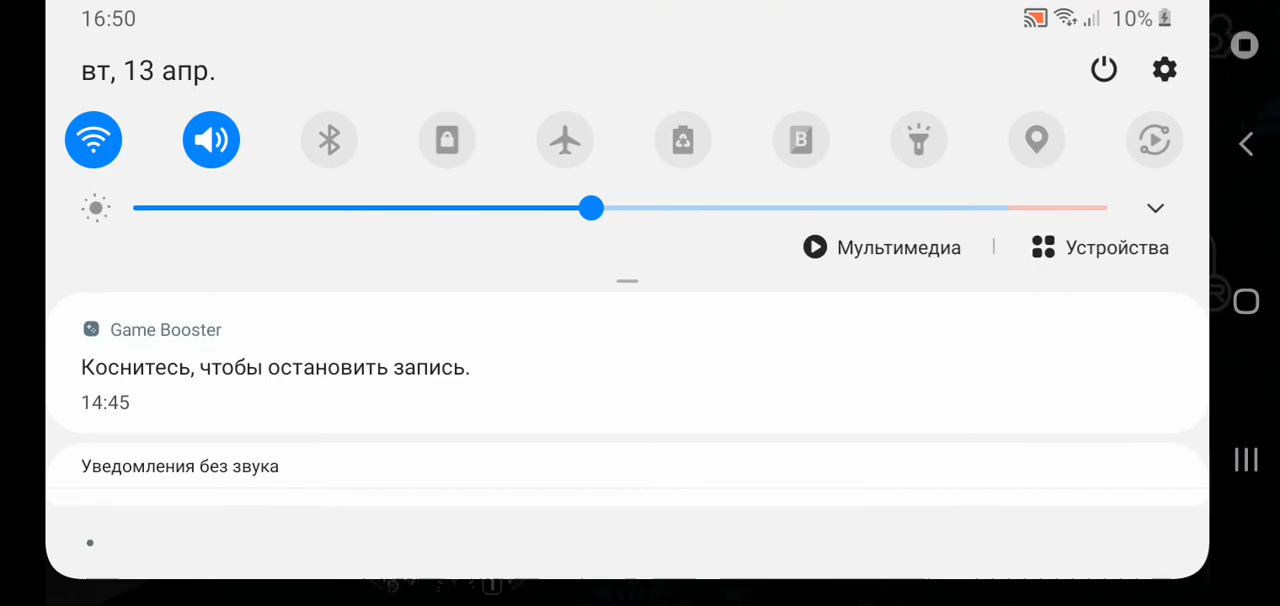 16:50
10%
вт, 13 апр.
B
Мультимедиа | Устройства
Game Booster
Коснитесь, чтобы остановить запись.
14:45
Уведомления без звука